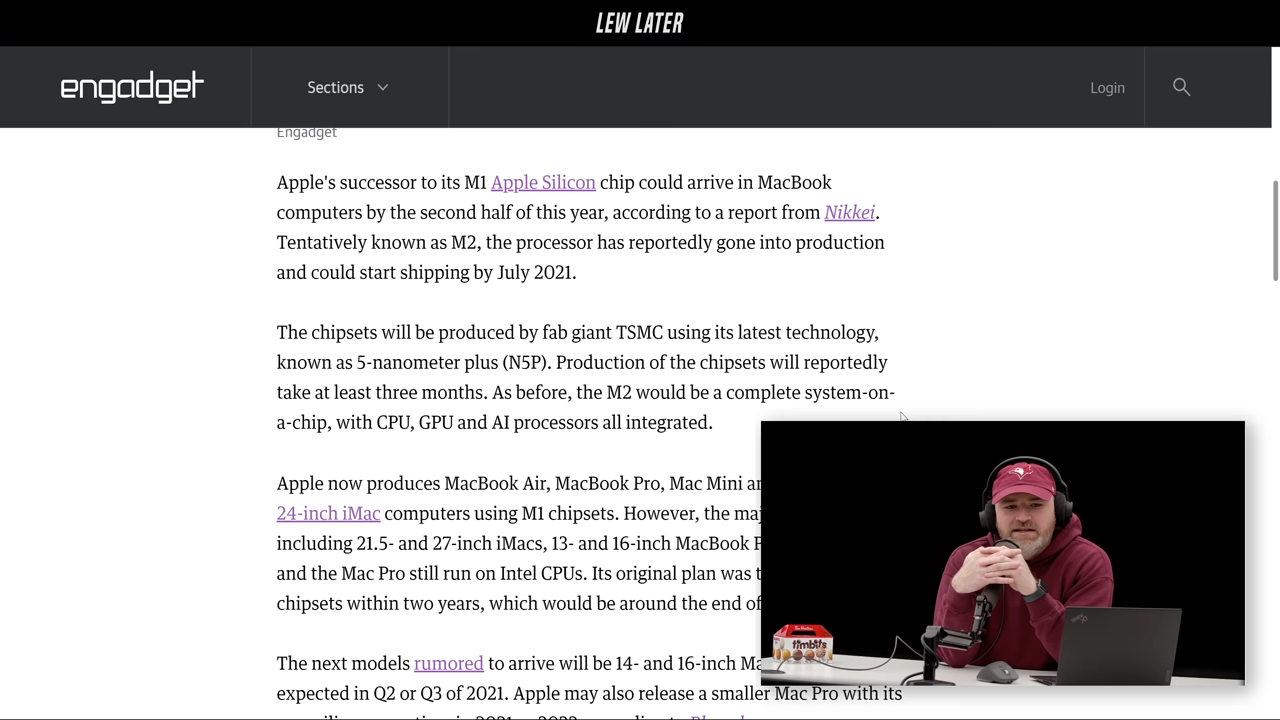 LEW LATER
engadget
Sections
Login
Engadget
Apple's successor to its M1 Apple Silicon chip could arrive in MacBook
computers by the second half of this year, according to a report from Nikkei.
Tentatively known as M2, the processor has reportedly gone into production
and could start shipping by July 2021.
The chipsets will be produced by fab giant TSMC using its latest technology,
known as 5-nanometer plus (N5P). Production of the chipsets will reportedly
take at least three months. As before, the M2 would be a complete system-on-
a-chip, with CPU, GPU and AI processors all integrated.
Apple now produces MacBook Air, MacBook Pro, Mac Mini
24-inch iMac computers using M1 chipsets. However, the
including 21.5- and 27-inch iMacs, 13- and 16-inch MacBook
and the Mac Pro still run on Intel CPUs. Its original plan was
chipsets within two years, which would be around the end of
The next models rumored to arrive will be 14- and 16-inch
expected in Q2 or Q3 of 2021. Apple may also release a smaller Mac Pro with its
timbits